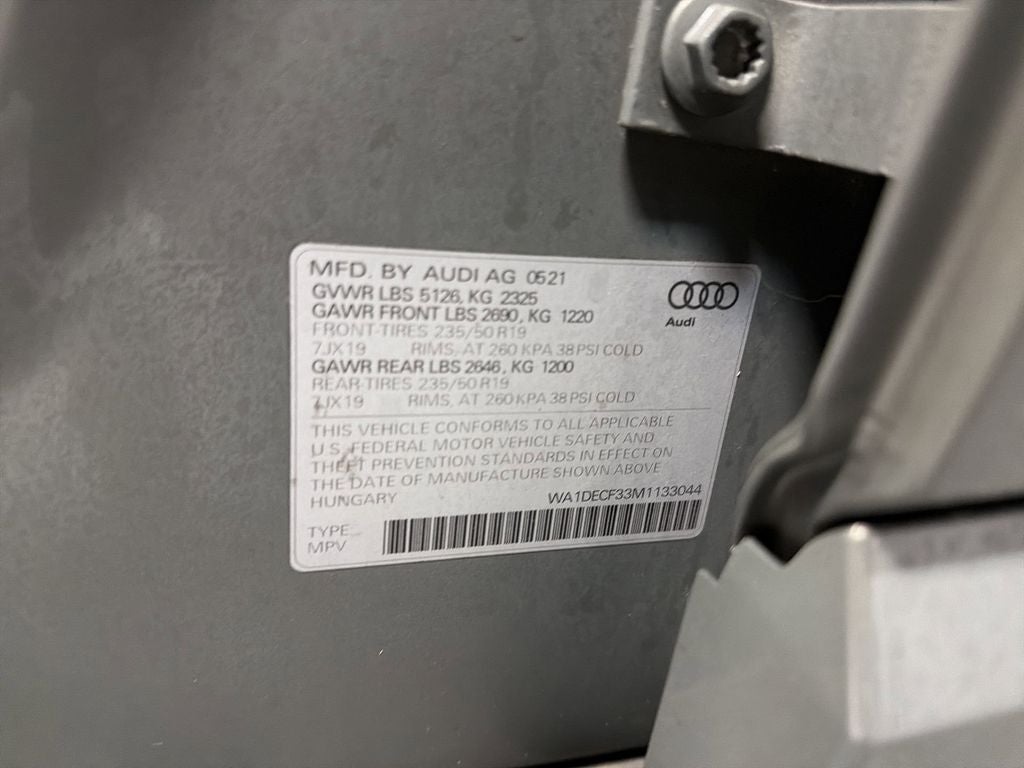 MFD. BY AUDI AG 0521
GVWR LBS 5126, KG 2325
GAWR FRONT LBS 2690, KG 1220
FRONT-TIRES 235/50 R19
7JX19 RIMS, AT 260 KPA 38 PSI COLD
GAWR REAR LBS 2646, KG 1200
REAR-TIRES 235/50 R19
7JX19 RIMS, AT 260 KPA 38 PSI COLD
Audi
THIS VEHICLE CONFORMS TO ALL APPLICABLE
U.S. FEDERAL MOTOR VEHICLE SAFETY AND
THEFT PREVENTION STANDARDS IN EFFECT ON
THE DATE OF MANUFACTURE SHOWN ABOVE
HUNGARY WA1DECF33M1133044
TYPE
MPV